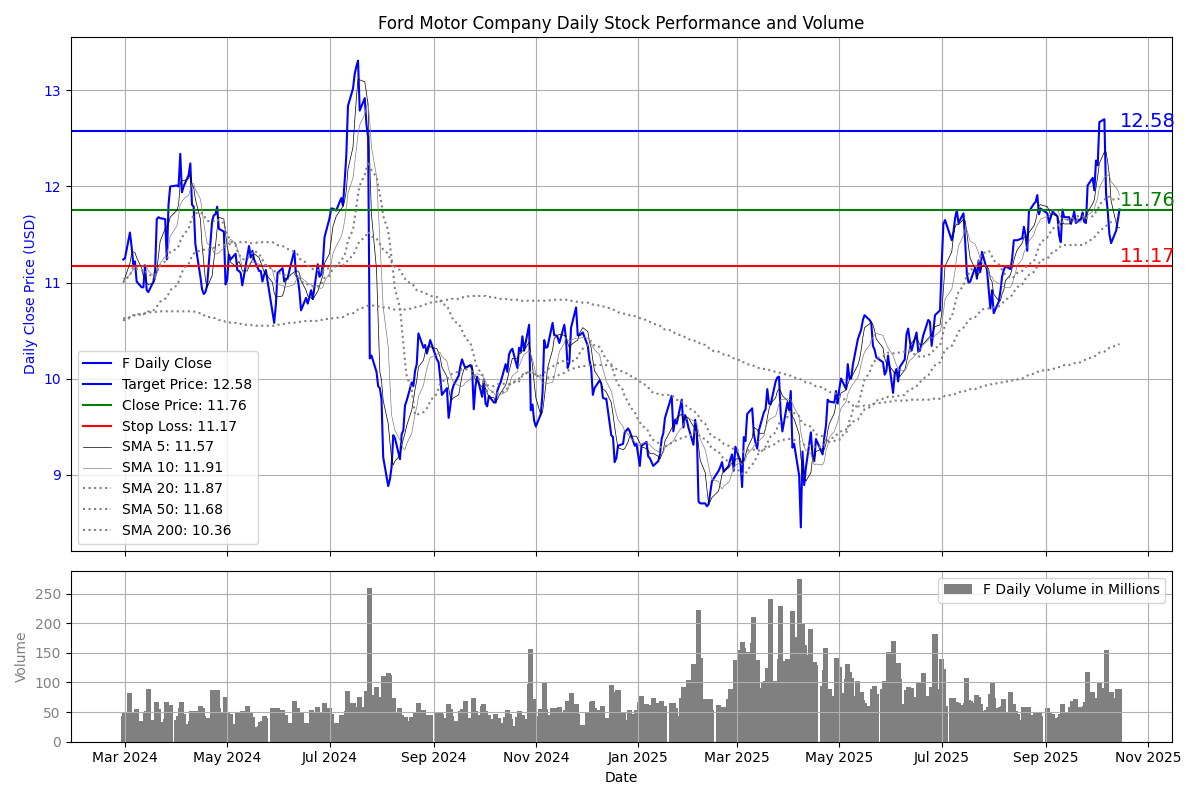 Ford Motor Company Daily Stock Performance and Volume
Daily Close Price (USD)
13
12
11
10
9
12.58
11.76
11.17
F Daily Close
Target Price: 12.58
Close Price: 11.76
Stop Loss: 11.17
SMA 5: 11.57
SMA 10: 11.91
SMA 20: 11.87
SMA 50: 11.68
SMA 200: 10.36
Volume
250
200
150
100
50
0
F Daily Volume in Millions
Mar 2024 May 2024 Jul 2024 Sep 2024 Nov 2024 Jan 2025 Mar 2025 May 2025 Jul 2025 Sep 2025 Nov 2025
Date